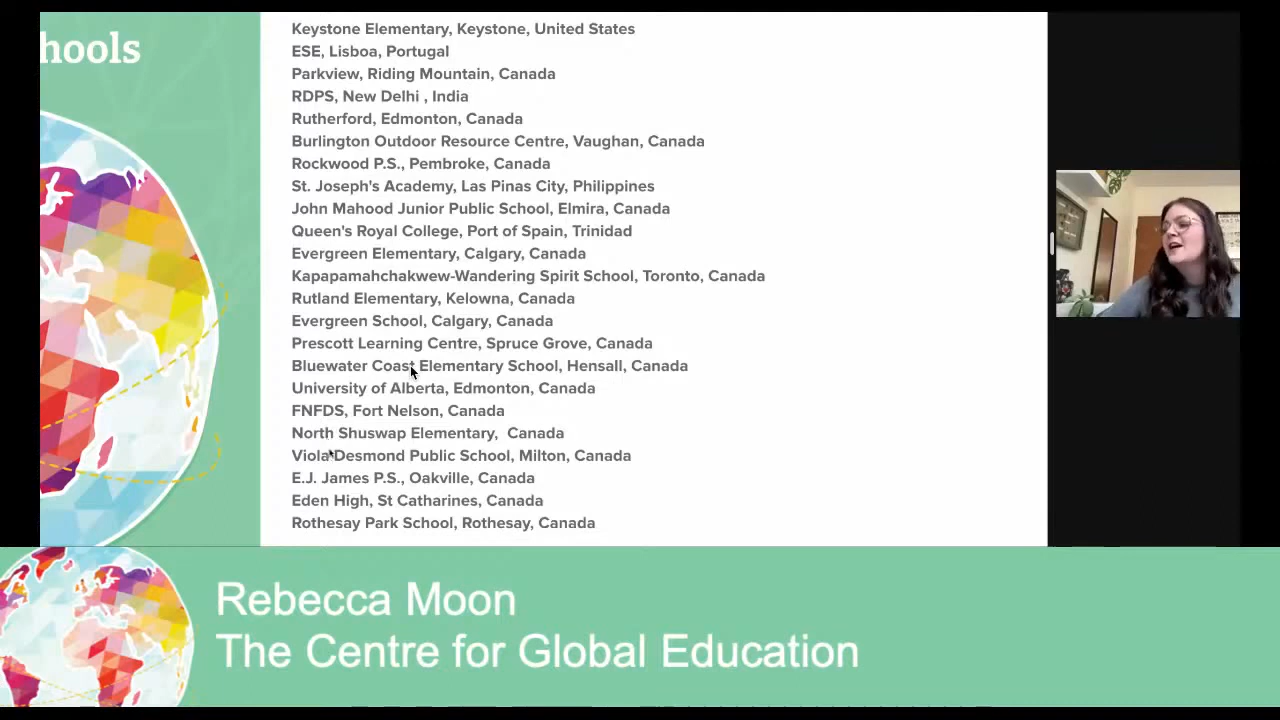 hools
Keystone Elementary, Keystone, United States
ESE, Lisboa, Portugal
Parkview, Riding Mountain, Canada
RDPS, New Delhi , India
Rutherford, Edmonton, Canada
Burlington Outdoor Resource Centre, Vaughan, Canada
Rockwood P.S., Pembroke, Canada
St. Joseph's Academy, Las Pinas City, Philippines
John Mahood Junior Public School, Elmira, Canada
Queen's Royal College, Port of Spain, Trinidad
Evergreen Elementary, Calgary, Canada
Kapapamahchakwew-Wandering Spirit School, Toronto, Canada
Rutland Elementary, Kelowna, Canada
Evergreen School, Calgary, Canada
Prescott Learning Centre, Spruce Grove, Canada
Bluewater Coast Elementary School, Hensall, Canada
University of Alberta, Edmonton, Canada
FNFDS, Fort Nelson, Canada
North Shuswap Elementary,  Canada
Viola Desmond Public School, Milton, Canada
E.J. James P.S., Oakville, Canada
Eden High, St Catharines, Canada
Rothesay Park School, Rothesay, Canada
Rebecca Moon
The Centre for Global Education